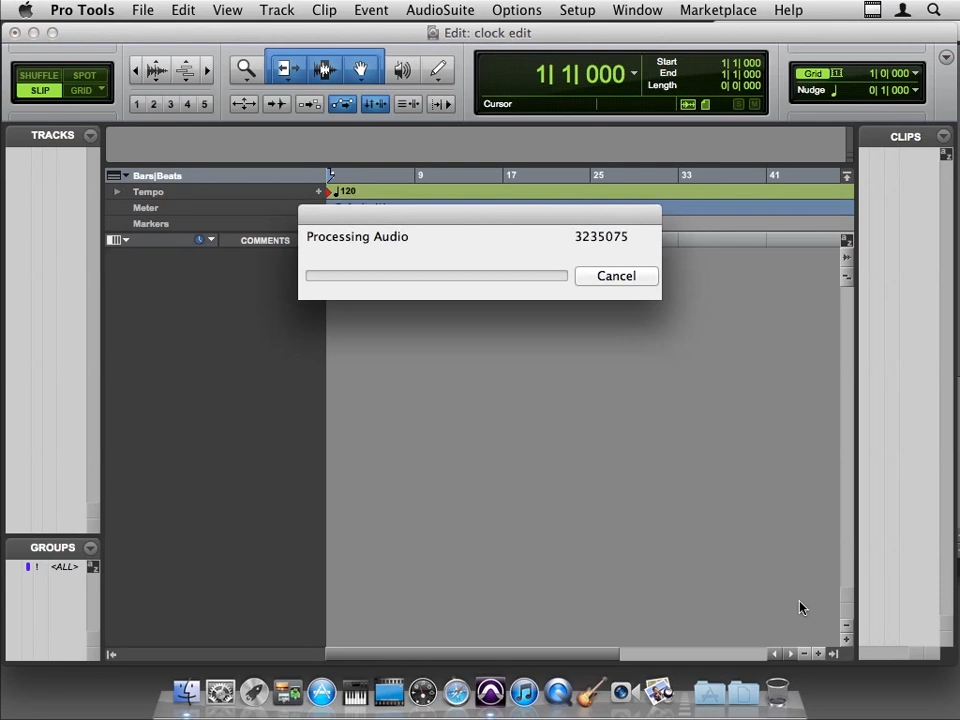 Pro Tools File Edit View Track Clip Event AudioSuite Options Setup Window Marketplace Help
Edit: clock edit
SHUFFLE SPOT
SLIP GRID
1 2 3 4 5
1| 1| 000
Start 1| 1| 000
End 1| 1| 000
Length 0| 0| 000
Cursor
S M
Grid 1| 0| 000
Nudge 0| 1| 000
TRACKS
CLIPS
Bars|Beats 1 9 17 25 33 41
Tempo 120
Meter
Markers
COMMENTS
Processing Audio 3235075
Cancel
GROUPS
! <ALL>